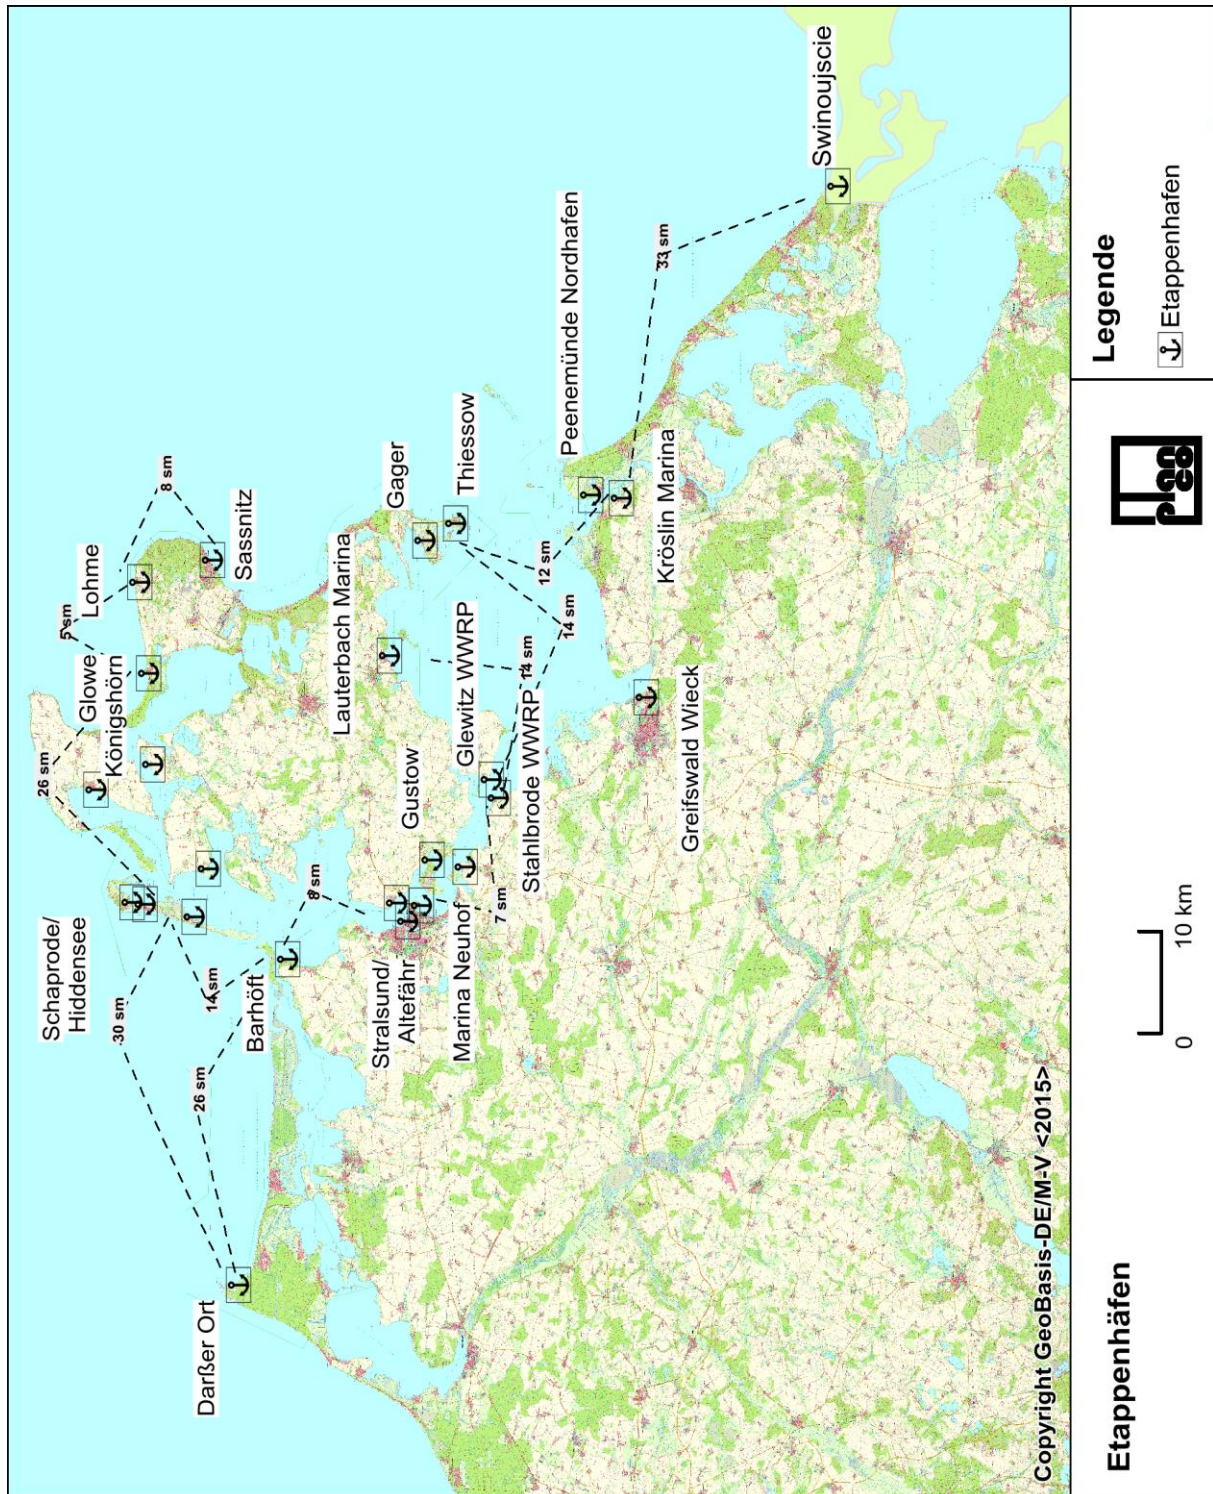 Darßer Ort
30 sm
26 sm
Schaprode/
Hiddensee
14 sm
Barhöft
8 sm
Stralsund/
Altefähr
Marina Neuhof
7 sm
26 sm
Königshörn
Glowe
5 sm
Lohme
8 sm
Sassnitz
Gustow
Lauterbach Marina
Glewitz WWRP
Stahlbrode WWRP
14 sm
14 sm
Gager
Thiessow
12 sm
Greifswald Wieck
Kröslin Marina
Peenemünde Nordhafen
33 sm
Swinoujscie
Copyright GeoBasis-DE/M-V <2015>
Etappenhäfen
0
10 km
plan
co
Legende
Etappenhafen